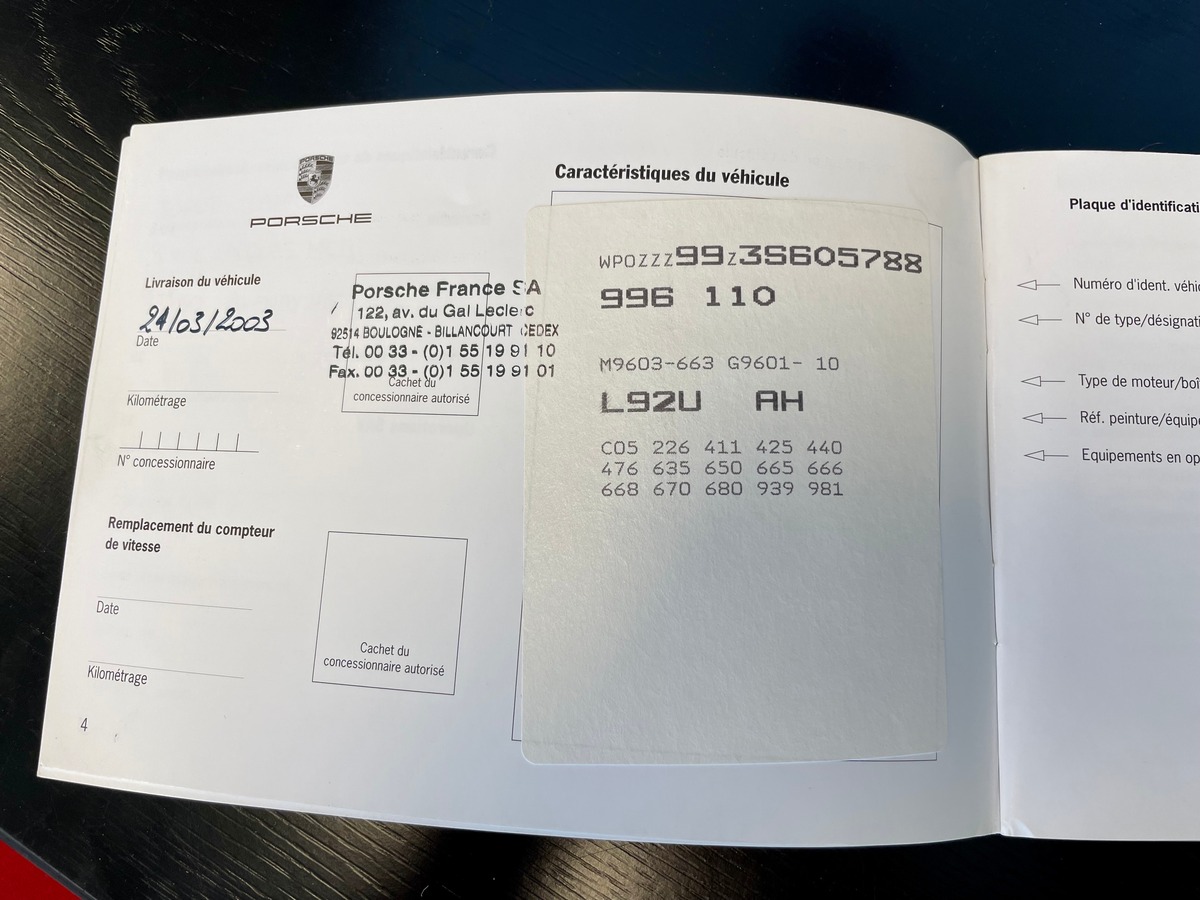 PORSCHE
PORSCHE
Livraison du véhicule
24/03/2003
Date
Kilométrage
N° concessionnaire
Porsche France SA
122, av. du Gal Leclerc
92514 BOULOGNE - BILLANCOURT CEDEX
Tél. 00 33 - (0)1 55 19 91 10
Fax. 00 33 - (0)1 55 19 91 01
Cachet du
concessionnaire autorisé
Remplacement du compteur
de vitesse
Date
Kilométrage
Cachet du
concessionnaire autorisé
4
Caractéristiques du véhicule
WPOZZZ99Z3S605788
996 110
M9603-663 G9601- 10
L92U AH
C05 226 411 425 440
476 635 650 665 666
668 670 680 939 981
Plaque d'identificati
Numéro d'ident. véhic
N° de type/désignati
Type de moteur/boî
Réf. peinture/équipe
Equipements en op